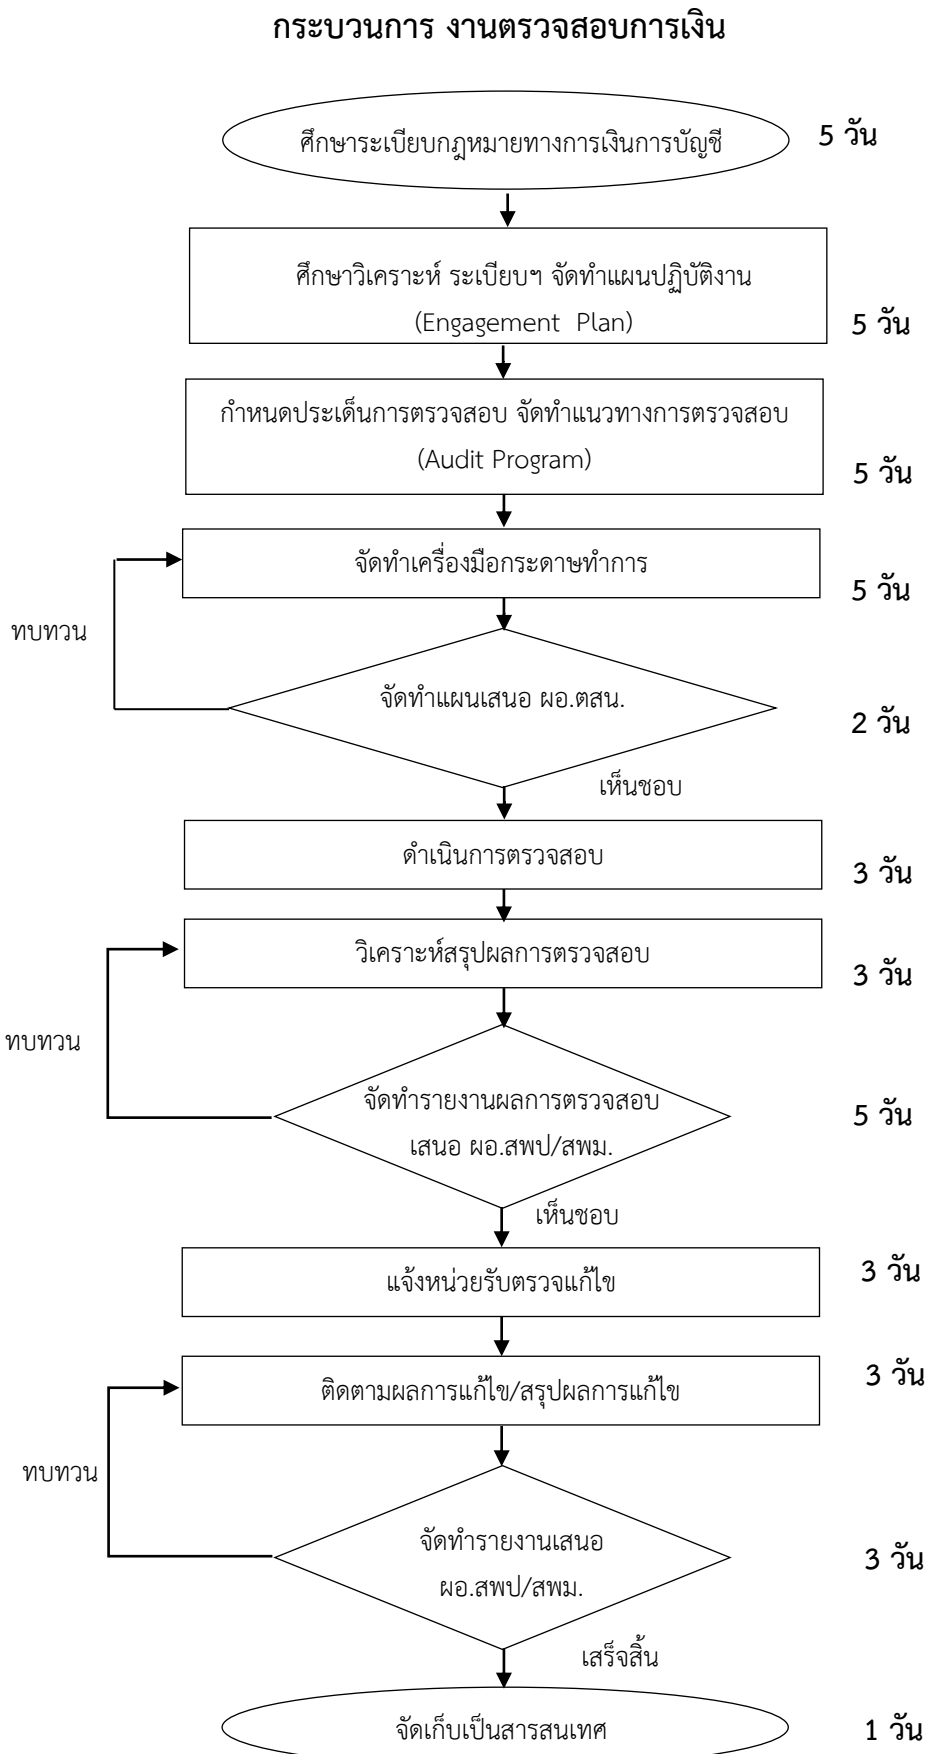 กระบวนการ งานตรวจสอบการเงิน
ศึกษาระเบียบกฎหมายทางการเงินการบัญชี
5 วัน
ศึกษาวิเคราะห์ ระเบียบฯ จัดทำแผนปฏิบัติงาน
(Engagement Plan)
5 วัน
กำหนดประเด็นการตรวจสอบ จัดทำแนวทางการตรวจสอบ
(Audit Program)
5 วัน
จัดทำเครื่องมือกระดาษทำการ
5 วัน
ทบทวน
จัดทำแผนเสนอ ผอ.ตสน.
2 วัน
เห็นชอบ
ดำเนินการตรวจสอบ
3 วัน
วิเคราะห์สรุปผลการตรวจสอบ
3 วัน
ทบทวน
จัดทำรายงานผลการตรวจสอบ
เสนอ ผอ.สพป/สพม.
5 วัน
เห็นชอบ
แจ้งหน่วยรับตรวจแก้ไข
3 วัน
ติดตามผลการแก้ไข/สรุปผลการแก้ไข
3 วัน
ทบทวน
จัดทำรายงานเสนอ
ผอ.สพป/สพม.
3 วัน
เสร็จสิ้น
จัดเก็บเป็นสารสนเทศ
1 วัน